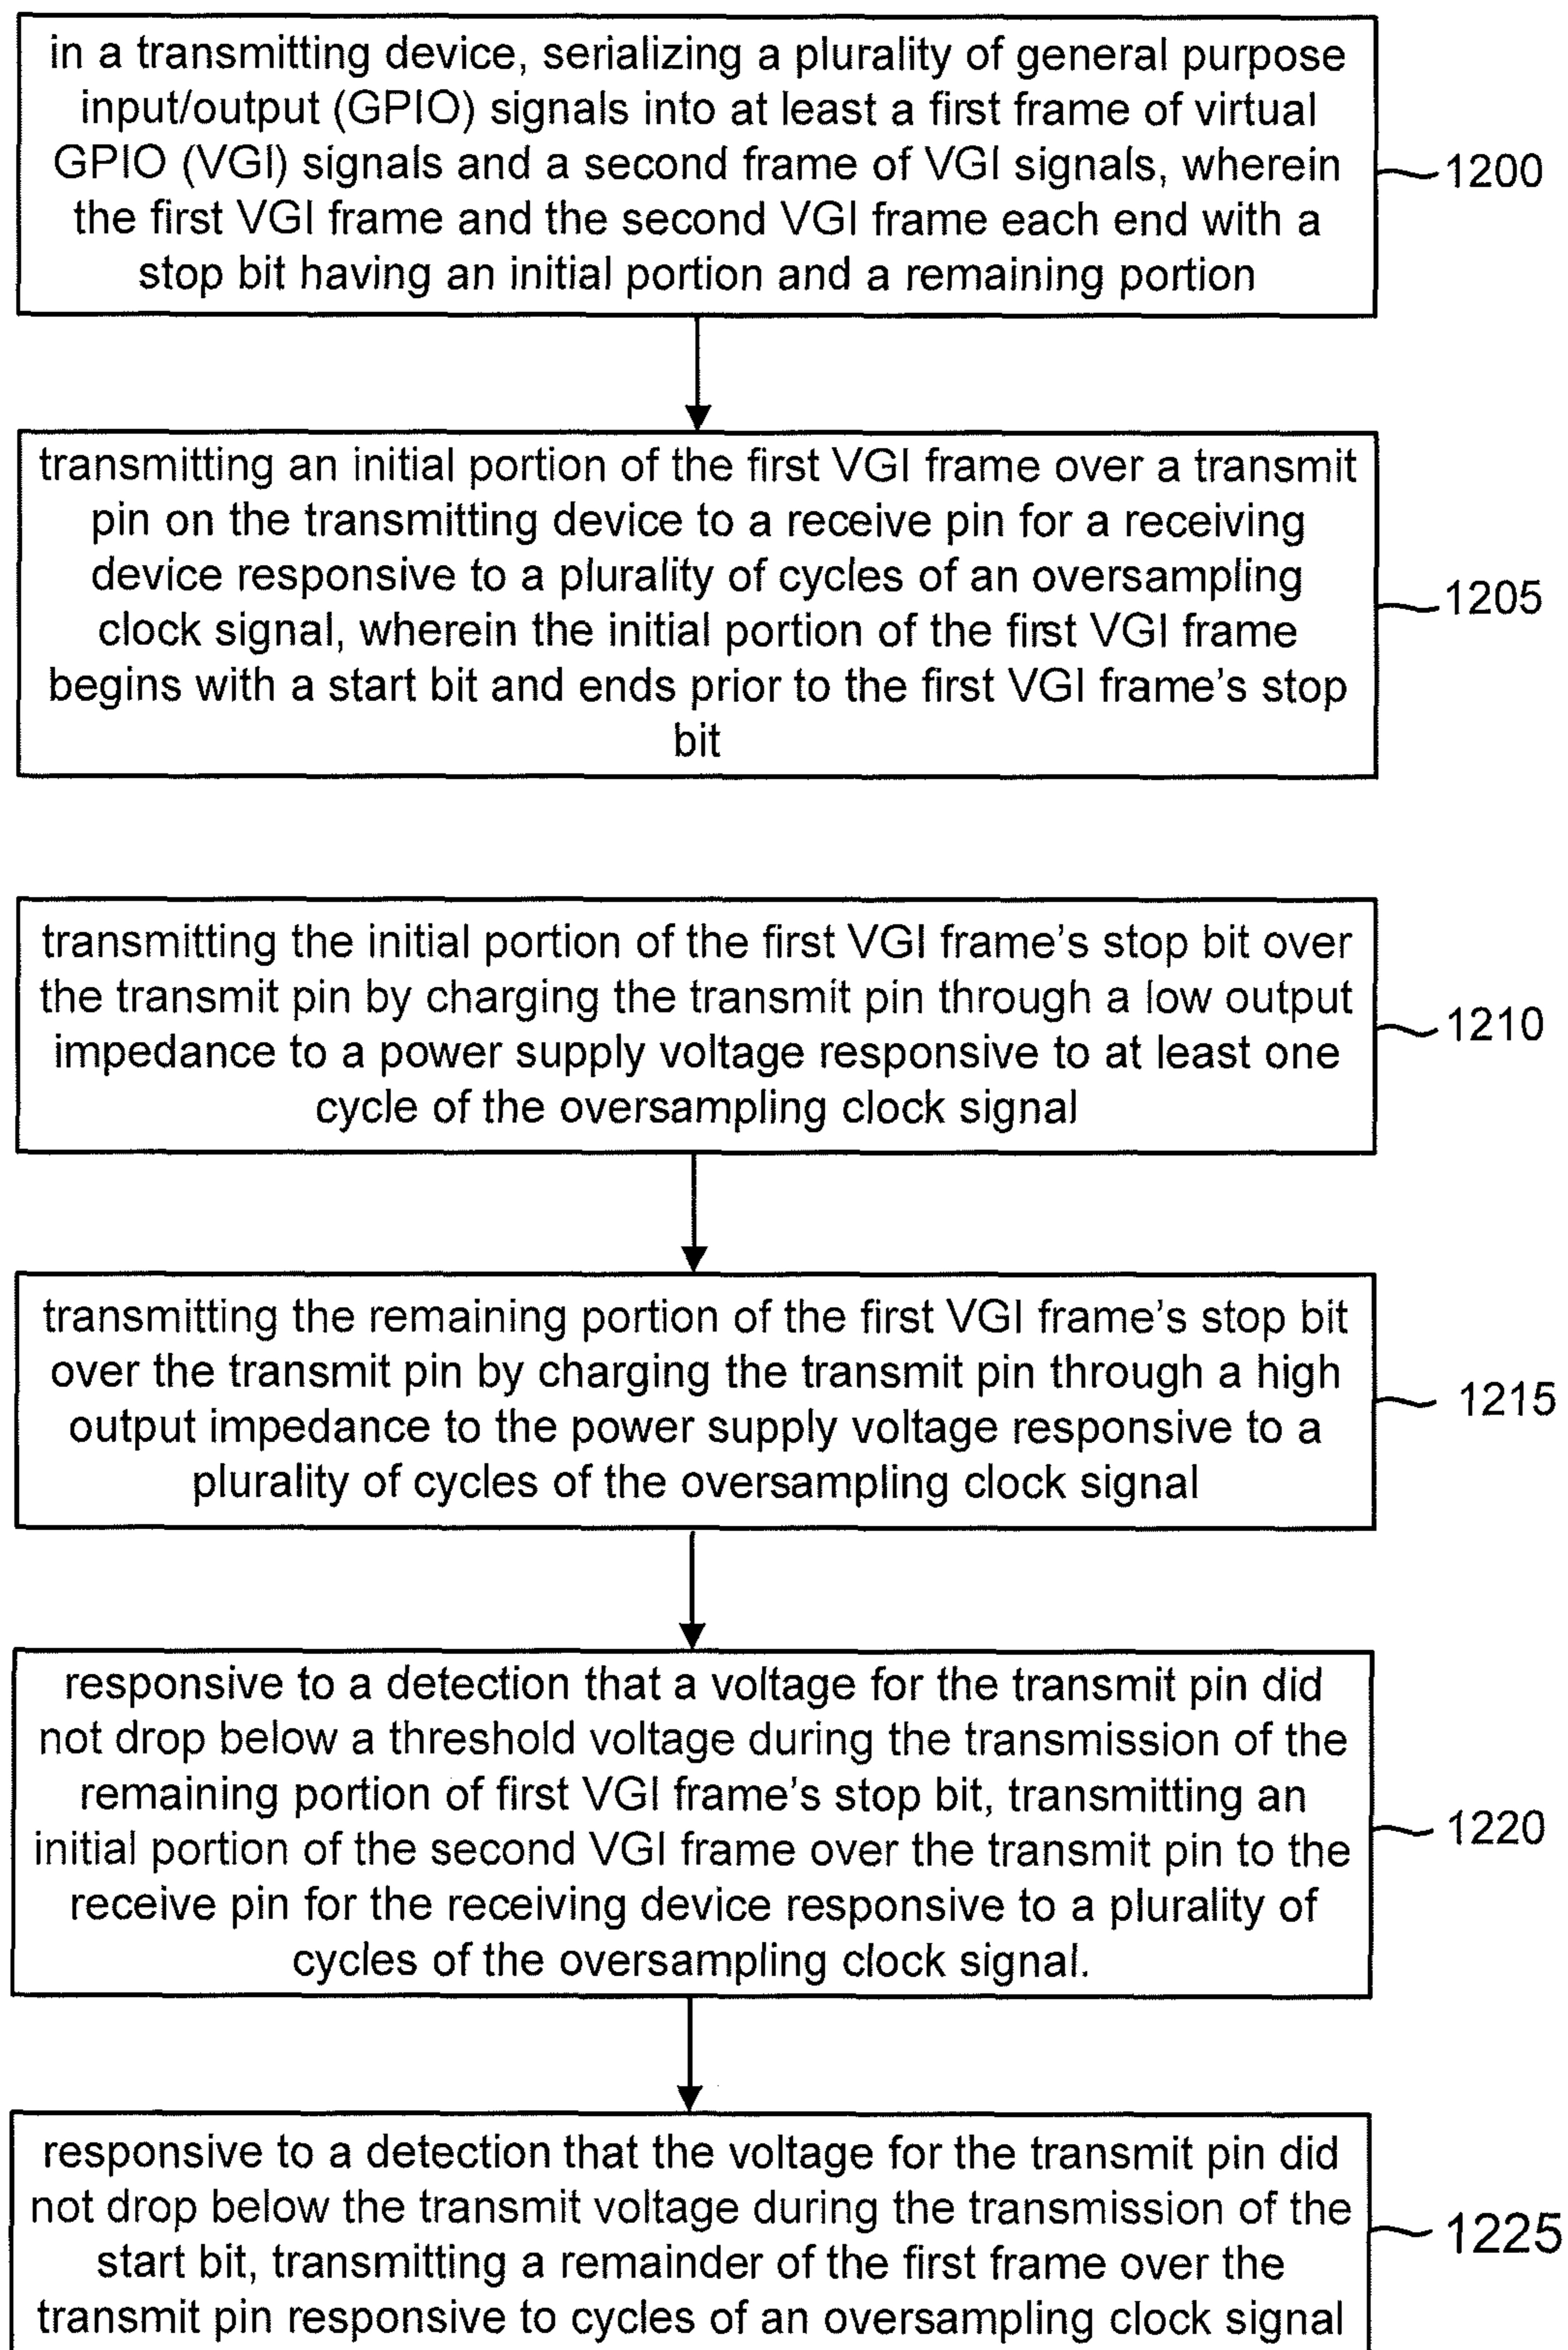 in a transmitting device, serializing a plurality of general purpose
input/output (GPIO) signals into at least a first frame of virtual
GPIO (VGI) signals and a second frame of VGI signals, wherein
the first VGI frame and the second VGI frame each end with a
stop bit having an initial portion and a remaining portion
1200
transmitting an initial portion of the first VGI frame over a transmit
pin on the transmitting device to a receive pin for a receiving
device responsive to a plurality of cycles of an oversampling
clock signal, wherein the initial portion of the first VGI frame
begins with a start bit and ends prior to the first VGI frame's stop
bit
1205
transmitting the initial portion of the first VGI frame's stop bit over
the transmit pin by charging the transmit pin through a low output
impedance to a power supply voltage responsive to at least one
cycle of the oversampling clock signal
1210
transmitting the remaining portion of the first VGI frame's stop bit
over the transmit pin by charging the transmit pin through a high
output impedance to the power supply voltage responsive to a
plurality of cycles of the oversampling clock signal
1215
responsive to a detection that a voltage for the transmit pin did
not drop below a threshold voltage during the transmission of the
remaining portion of first VGI frame's stop bit, transmitting an
initial portion of the second VGI frame over the transmit pin to the
receive pin for the receiving device responsive to a plurality of
cycles of the oversampling clock signal.
1220
responsive to a detection that the voltage for the transmit pin did
not drop below the transmit voltage during the transmission of the
start bit, transmitting a remainder of the first frame over the
transmit pin responsive to cycles of an oversampling clock signal
1225